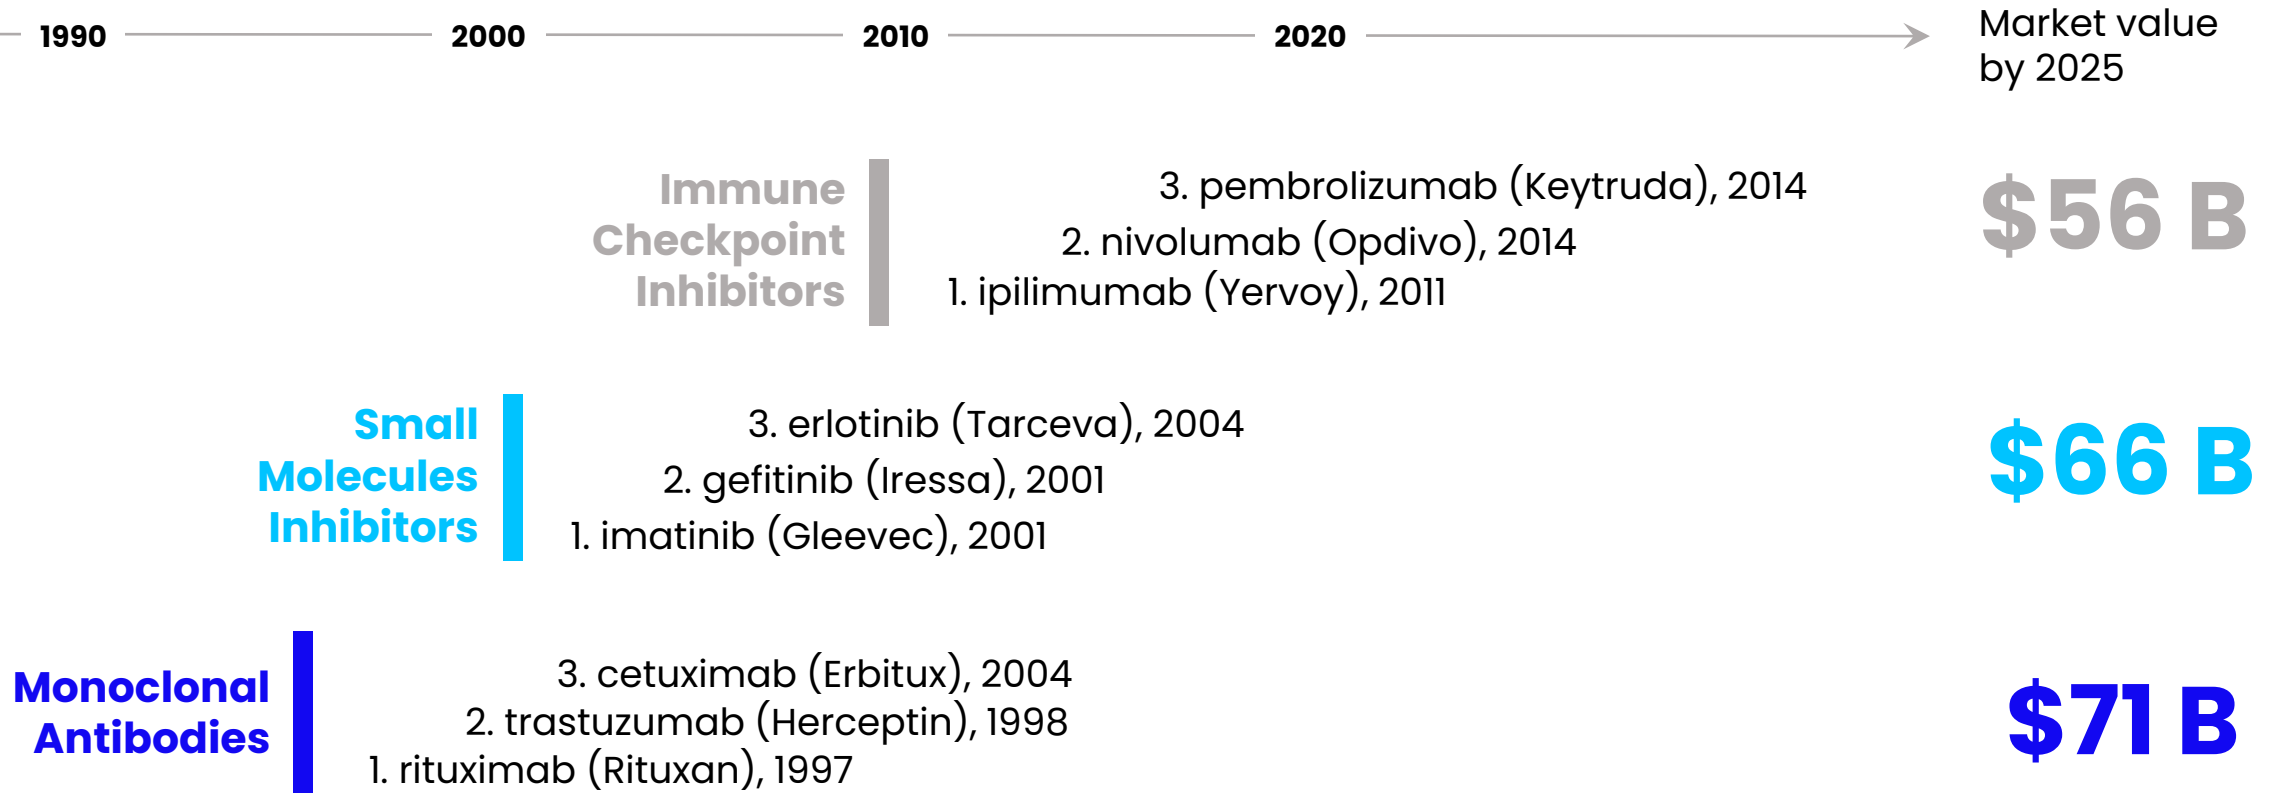 1990 2000 2010 2020
Market value
by 2025
Immune
Checkpoint
Inhibitors
3. pembrolizumab (Keytruda), 2014
2. nivolumab (Opdivo), 2014
1. ipilimumab (Yervoy), 2011
$56 B
Small
Molecules
Inhibitors
3. erlotinib (Tarceva), 2004
2. gefitinib (Iressa), 2001
1. imatinib (Gleevec), 2001
$66 B
Monoclonal
Antibodies
3. cetuximab (Erbitux), 2004
2. trastuzumab (Herceptin), 1998
1. rituximab (Rituxan), 1997
$71 B